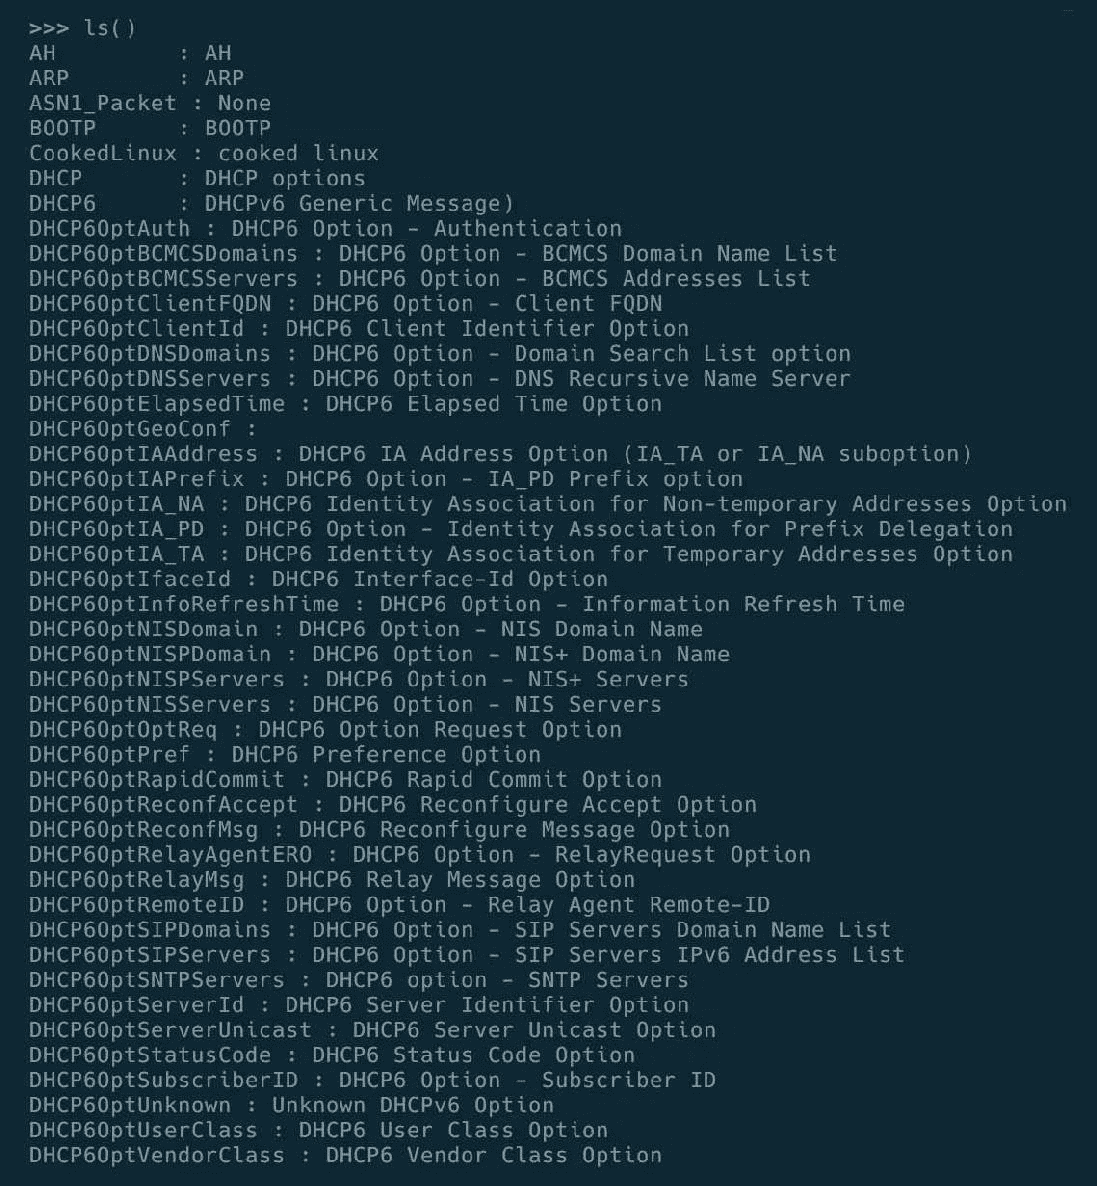 >>> ls()
AH         : AH
ARP        : ARP
ASN1_Packet : None
BOOTP      : BOOTP
CookedLinux : cooked linux
DHCP       : DHCP options
DHCP6      : DHCPv6 Generic Message)
DHCP6OptAuth : DHCP6 Option - Authentication
DHCP6OptBCMCSDomains : DHCP6 Option - BCMCS Domain Name List
DHCP6OptBCMCSServers : DHCP6 Option - BCMCS Addresses List
DHCP6OptClientFQDN : DHCP6 Option - Client FQDN
DHCP6OptClientId : DHCP6 Client Identifier Option
DHCP6OptDNSDomains : DHCP6 Option - Domain Search List option
DHCP6OptDNSServers : DHCP6 Option - DNS Recursive Name Server
DHCP6OptElapsedTime : DHCP6 Elapsed Time Option
DHCP6OptGeoConf :
DHCP6OptIAAddress : DHCP6 IA Address Option (IA_TA or IA_NA suboption)
DHCP6OptIAPrefix : DHCP6 Option - IA_PD Prefix option
DHCP6OptIA_NA : DHCP6 Identity Association for Non-temporary Addresses Option
DHCP6OptIA_PD : DHCP6 Option - Identity Association for Prefix Delegation
DHCP6OptIA_TA : DHCP6 Identity Association for Temporary Addresses Option
DHCP6OptIfaceId : DHCP6 Interface-Id Option
DHCP6OptInfoRefreshTime : DHCP6 Option - Information Refresh Time
DHCP6OptNISDomain : DHCP6 Option - NIS Domain Name
DHCP6OptNISPDomain : DHCP6 Option - NIS+ Domain Name
DHCP6OptNISPServers : DHCP6 Option - NIS+ Servers
DHCP6OptNISServers : DHCP6 Option - NIS Servers
DHCP6OptOptReq : DHCP6 Option Request Option
DHCP6OptPref : DHCP6 Preference Option
DHCP6OptRapidCommit : DHCP6 Rapid Commit Option
DHCP6OptReconfAccept : DHCP6 Reconfigure Accept Option
DHCP6OptReconfMsg : DHCP6 Reconfigure Message Option
DHCP6OptRelayAgentERO : DHCP6 Option - RelayRequest Option
DHCP6OptRelayMsg : DHCP6 Relay Message Option
DHCP6OptRemoteID : DHCP6 Option - Relay Agent Remote-ID
DHCP6OptSIPDomains : DHCP6 Option - SIP Servers Domain Name List
DHCP6OptSIPServers : DHCP6 Option - SIP Servers IPv6 Address List
DHCP6OptSNTPServers : DHCP6 option - SNTP Servers
DHCP6OptServerId : DHCP6 Server Identifier Option
DHCP6OptServerUnicast : DHCP6 Server Unicast Option
DHCP6OptStatusCode : DHCP6 Status Code Option
DHCP6OptSubscriberID : DHCP6 Option - Subscriber ID
DHCP6OptUnknown : Unknown DHCPv6 Option
DHCP6OptUserClass : DHCP6 User Class Option
DHCP6OptVendorClass : DHCP6 Vendor Class Option